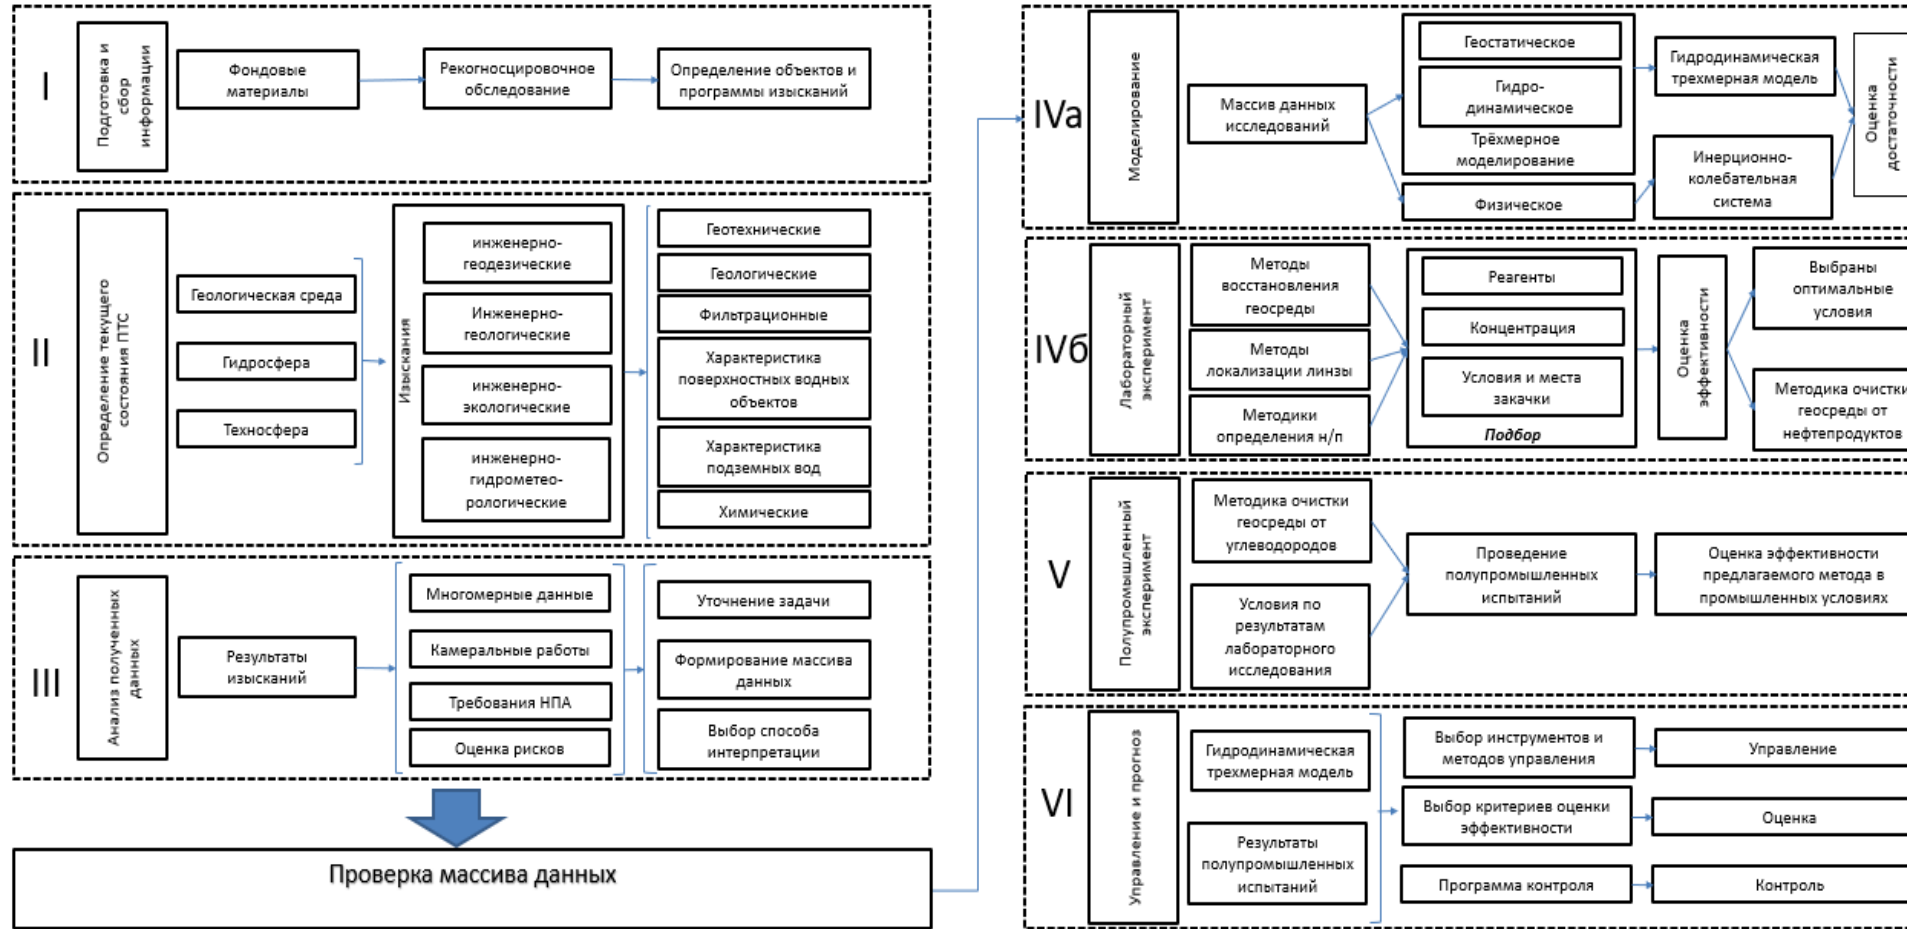 I
Подготовка и
сбор
информации
Фондовые
материалы
Рекогносцировочное
обследование
Определение объектов и
программы изысканий
II
Определение текущего
состояния ПТС
Геологическая среда
Гидросфера
Техносфера
Изыскания
инженерно-
геодезические
Инженерно-
геологические
инженерно-
экологические
инженерно-
гидрометео-
рологические
Геотехнические
Геологические
Фильтрационные
Характеристика
поверхностных водных
объектов
Характеристика
подземных вод
Химические
III
Анализ полученных
данных
Результаты
изысканий
Многомерные данные
Камеральные работы
Требования НПА
Оценка рисков
Уточнение задачи
Формирование массива
данных
Выбор способа
интерпретации
Проверка массива данных
IVа
Моделирование
Массив данных
исследований
Геостатическое
Гидро-
динамическое
Трёхмерное
моделирование
Физическое
Гидродинамическая
трехмерная модель
Инерционно-
колебательная
система
Оценка
достаточности
IVб
Лабораторный
эксперимент
Методы
восстановления
геосреды
Методы
локализации линзы
Методики
определения н/п
Реагенты
Концентрация
Условия и места
закачки
Подбор
Оценка
эффективности
Выбраны
оптимальные
условия
Методика очистки
геосреды от
нефтепродуктов
V
Полупромышленный
эксперимент
Методика очистки
геосреды от
углеводородов
Условия по
результатам
лабораторного
исследования
Проведение
полупромышленных
испытаний
Оценка эффективности
предлагаемого метода в
промышленных условиях
VI
Управление и прогноз
Гидродинамическая
трехмерная модель
Результаты
полупромышленных
испытаний
Выбор инструментов и
методов управления
Управление
Выбор критериев оценки
эффективности
Оценка
Программа контроля
Контроль